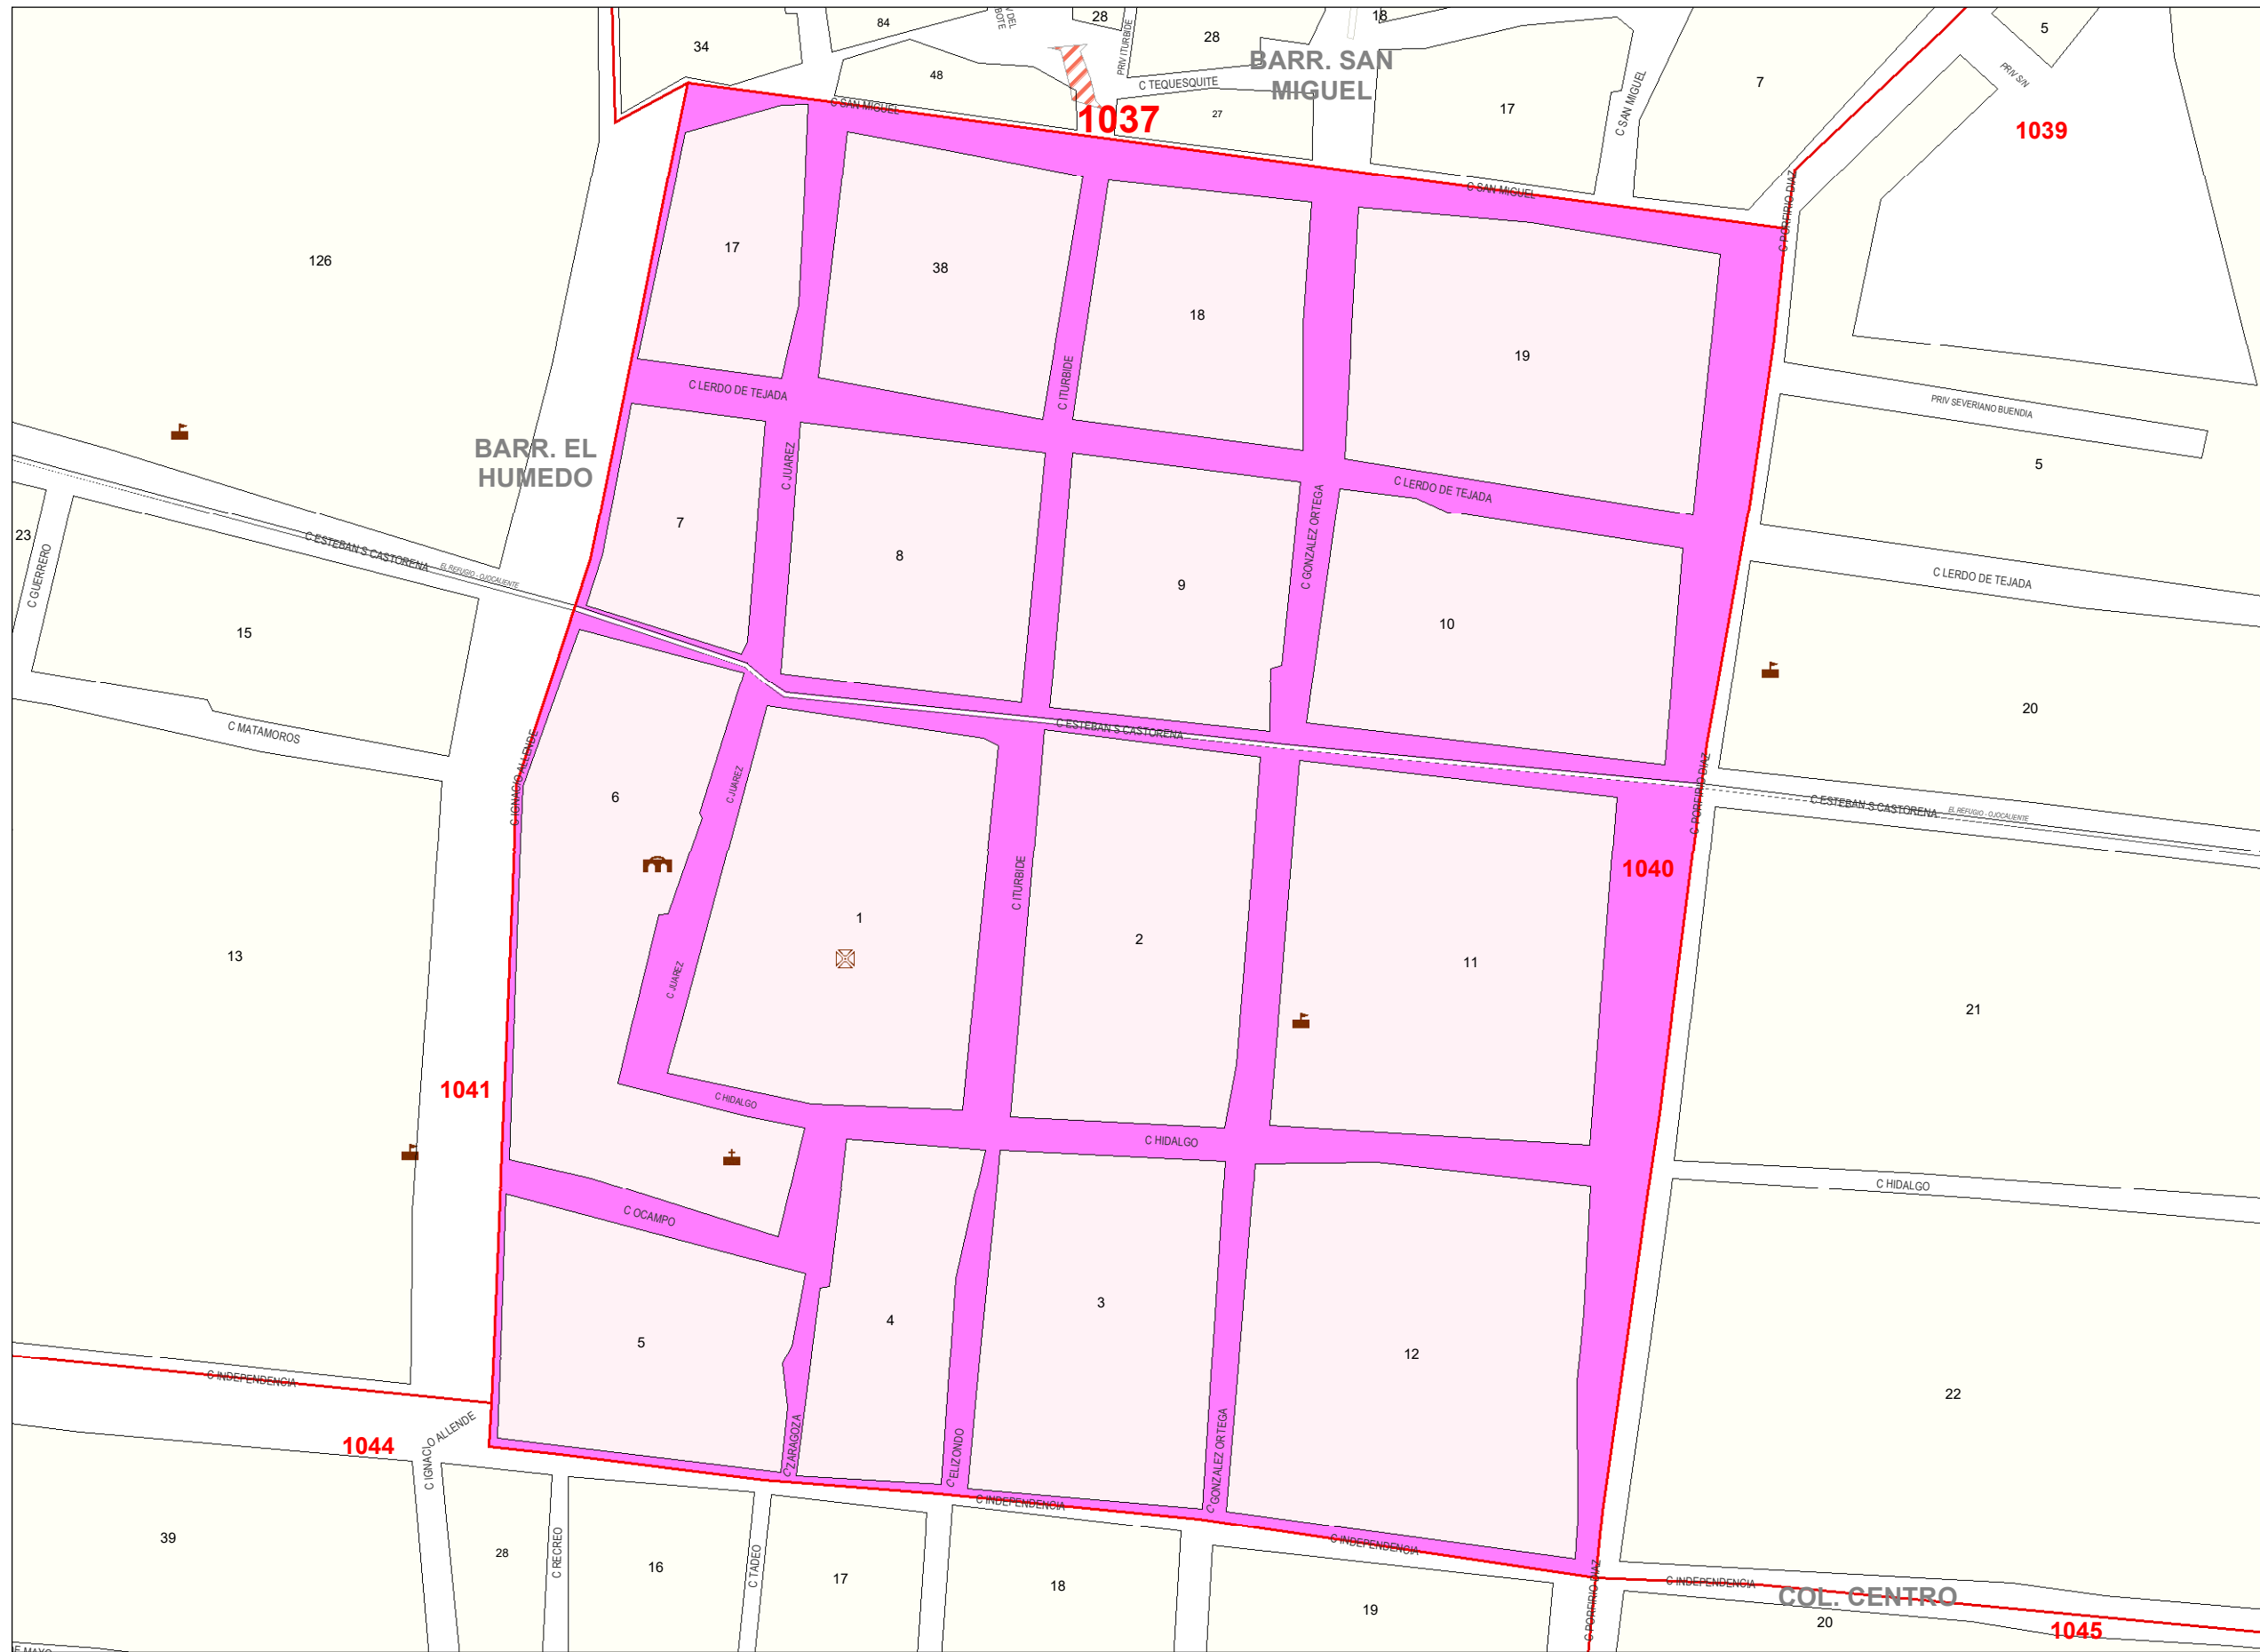 84
28
18
5
34
PRIV ITURBIDE
28
BARR. SAN
MIGUEL
48
C TEQUESQUITE
7
PRIV S/N
C SAN MIGUEL
1037
27
17
C SAN MIGUEL
1039
C SAN MIGUEL
C PORFIRIO DIAZ
17
126
38
18
19
C LERDO DE TEJADA
C ITURBIDE
PRIV SEVERIANO BUENDIA
BARR. EL
HUMEDO
C JUAREZ
5
C LERDO DE TEJADA
C GONZALEZ ORTEGA
7
8
9
23
C ESTEBAN S CASTORENA
EL REFUGIO - OJOCALIENTE
C GUERRERO
C LERDO DE TEJADA
15
10
20
C MATAMOROS
C ESTEBAN S CASTORENA
C IGNACIO ALLENDE
C JUAREZ
C PORFIRIO DIAZ
6
C ESTEBAN S CASTORENA
EL REFUGIO - OJOCALIENTE
C ITURBIDE
1040
1
2
11
13
C JUAREZ
21
1041
C HIDALGO
C HIDALGO
C HIDALGO
C OCAMPO
3
4
5
12
C INDEPENDENCIA
22
1044
C IGNACIO ALLENDE
C ZARAGOZA
C ELIZONDO
C GONZALEZ ORTEGA
C INDEPENDENCIA
C INDEPENDENCIA
39
28
C RECREO
16
C TADEO
17
18
19
C PORFIRIO DIAZ
C INDEPENDENCIA
COL. CENTRO
20
1045